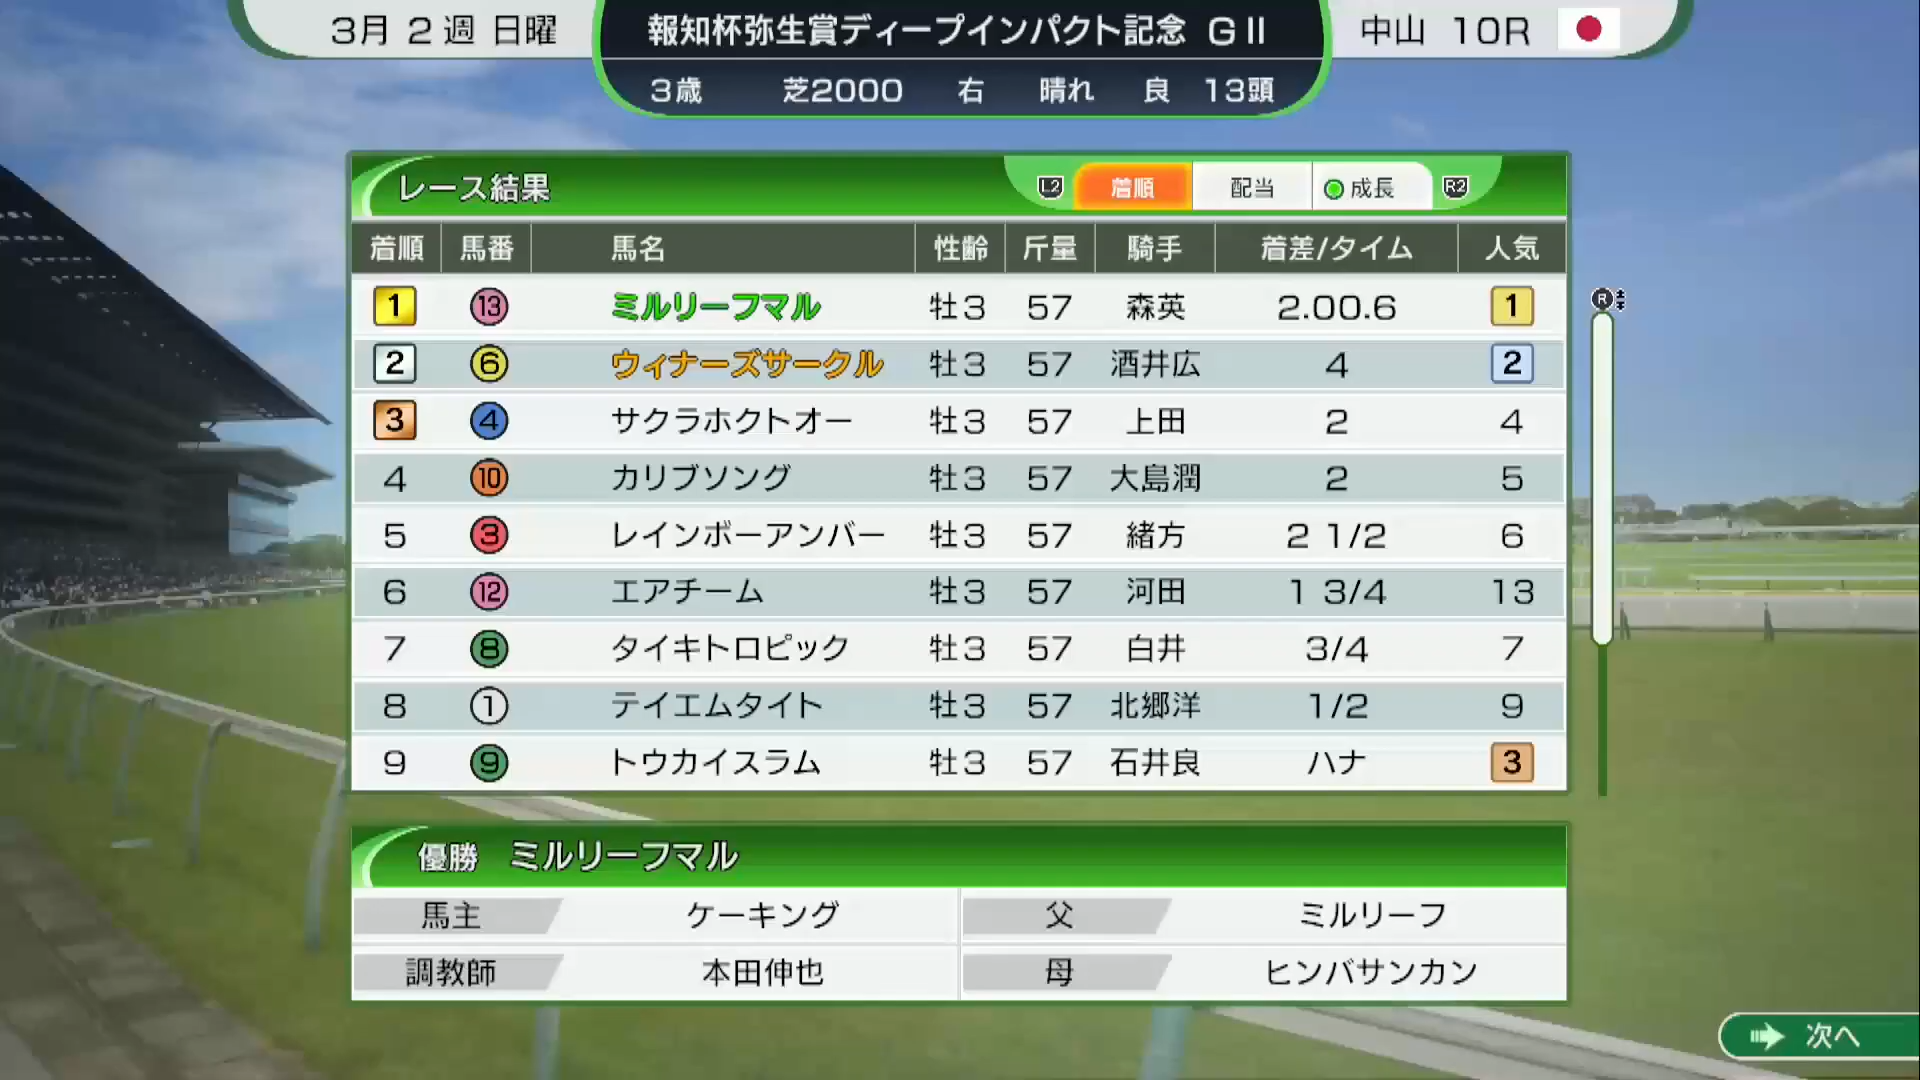 3月 2週 日曜
報知杯弥生賞ディープインパクト記念 GⅡ
中山 10R
3歳 芝2000 右 晴れ 良 13頭
レース結果
L2 着順 配当 成長 R2
着順 馬番 馬名 性齢 斤量 騎手 着差/タイム 人気
1 13 ミルリーフマル 牡3 57 森英 2.00.6 1
2 6 ウィナーズサークル 牡3 57 酒井広 4 2
3 4 サクラホクトオー 牡3 57 上田 2 4
4 10 カリブソング 牡3 57 大島潤 2 5
5 3 レインボーアンバー 牡3 57 緒方 2 1/2 6
6 12 エアチーム 牡3 57 河田 1 3/4 13
7 8 タイキトロピック 牡3 57 白井 3/4 7
8 1 テイエムタイト 牡3 57 北郷洋 1/2 9
9 9 トウカイスラム 牡3 57 石井良 ハナ 3
R
優勝 ミルリーフマル
馬主 ケーキング 父 ミルリーフ
調教師 本田伸也 母 ヒンバサンカン
次へ